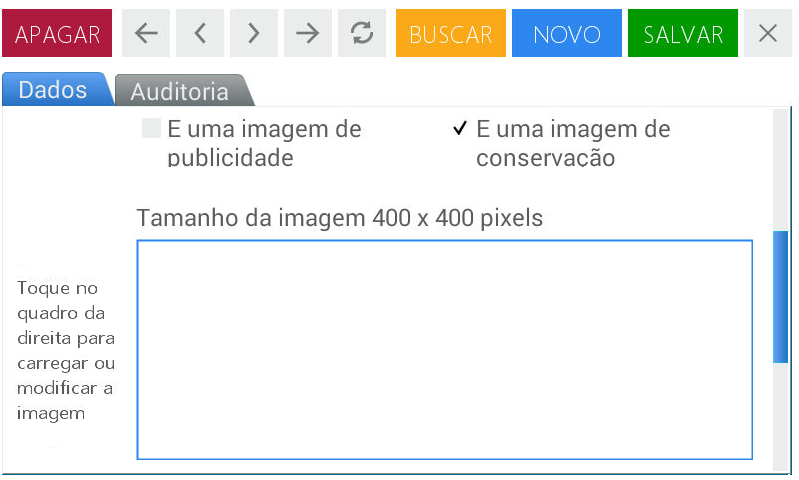 APAGAR BUSCAR NOVO SALVAR
Dados Auditoria
E uma imagem de
publicidade
E uma imagem de
conservação
Tamanho da imagem 400 x 400 pixels
Toque no
quadro da
direita para
carregar ou
modificar a
imagem